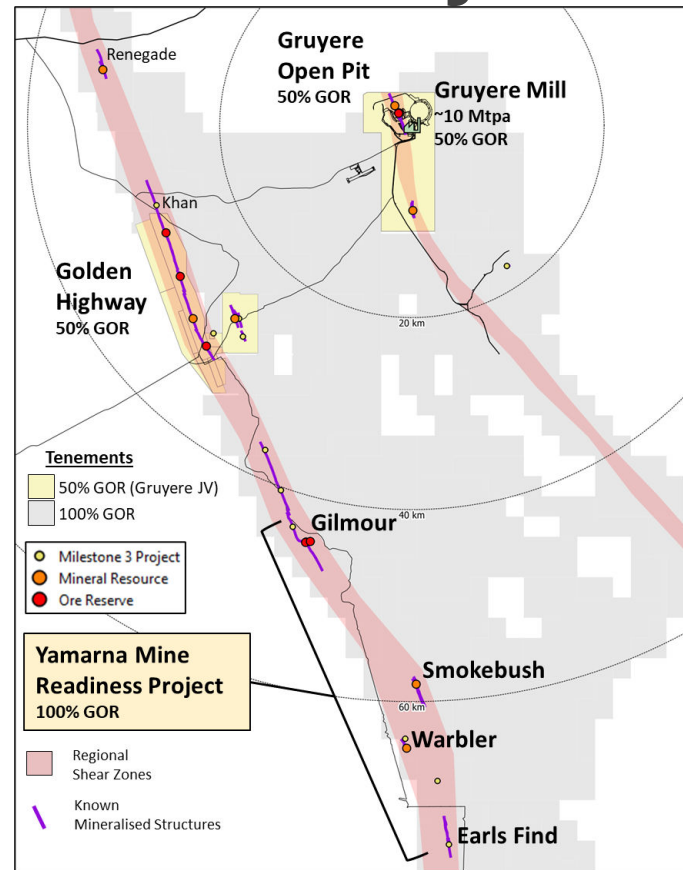 Renegade
Gruyere
Open Pit
50% GOR
Gruyere Mill
~10 Mtpa
50% GOR
Khan
Golden
Highway
50% GOR
20 km
Tenements
50% GOR (Gruyere JV)
100% GOR
40 km
Gilmour
Milestone 3 Project
Mineral Resource
Ore Reserve
Yamarna Mine
Readiness Project
100% GOR
Smokebush
60 km
Warbler
Regional
Shear Zones
Known
Mineralised Structures
Earls Find